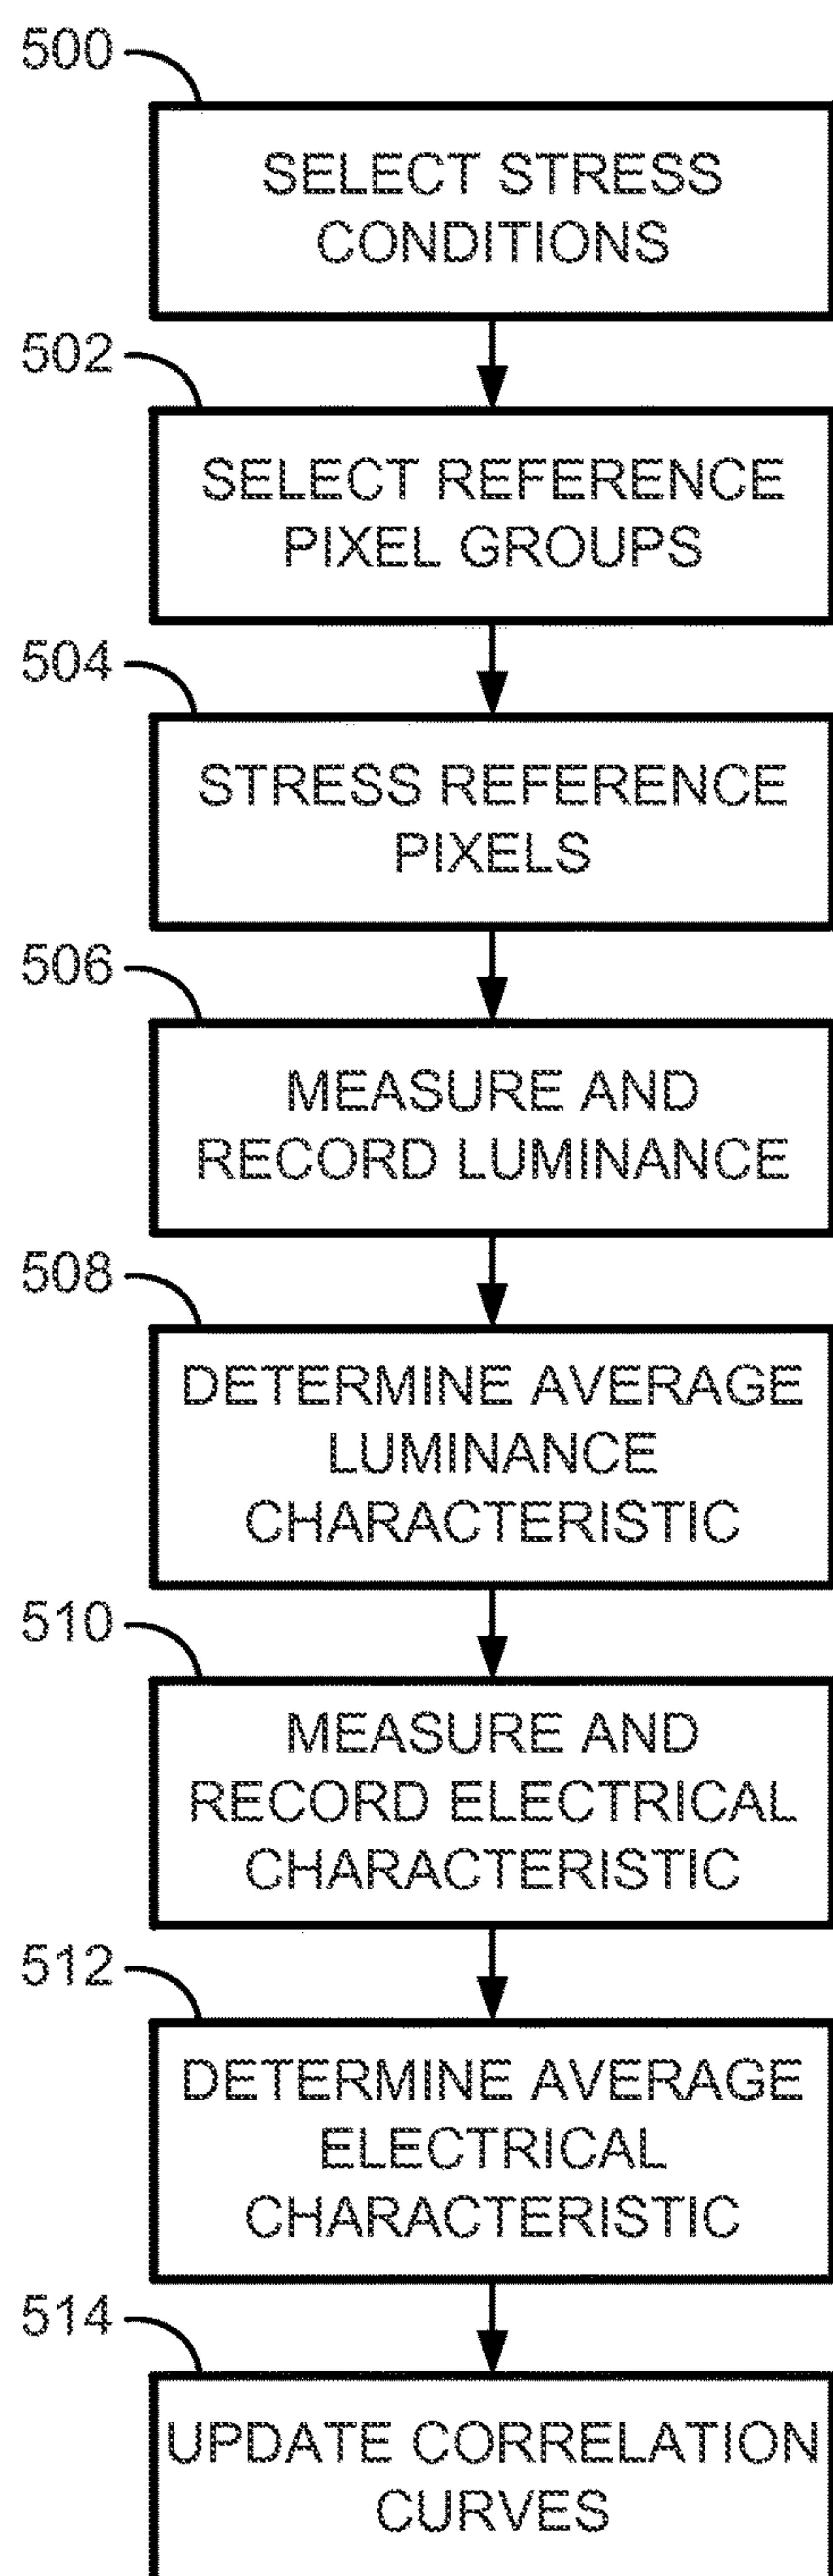 500
SELECT STRESS
CONDITIONS
502
SELECT REFERENCE
PIXEL GROUPS
504
STRESS REFERENCE
PIXELS
506
MEASURE AND
RECORD LUMINANCE
508
DETERMINE AVERAGE
LUMINANCE
CHARACTERISTIC
510
MEASURE AND
RECORD ELECTRICAL
CHARACTERISTIC
512
DETERMINE AVERAGE
ELECTRICAL
CHARACTERISTIC
514
UPDATE CORRELATION
CURVES